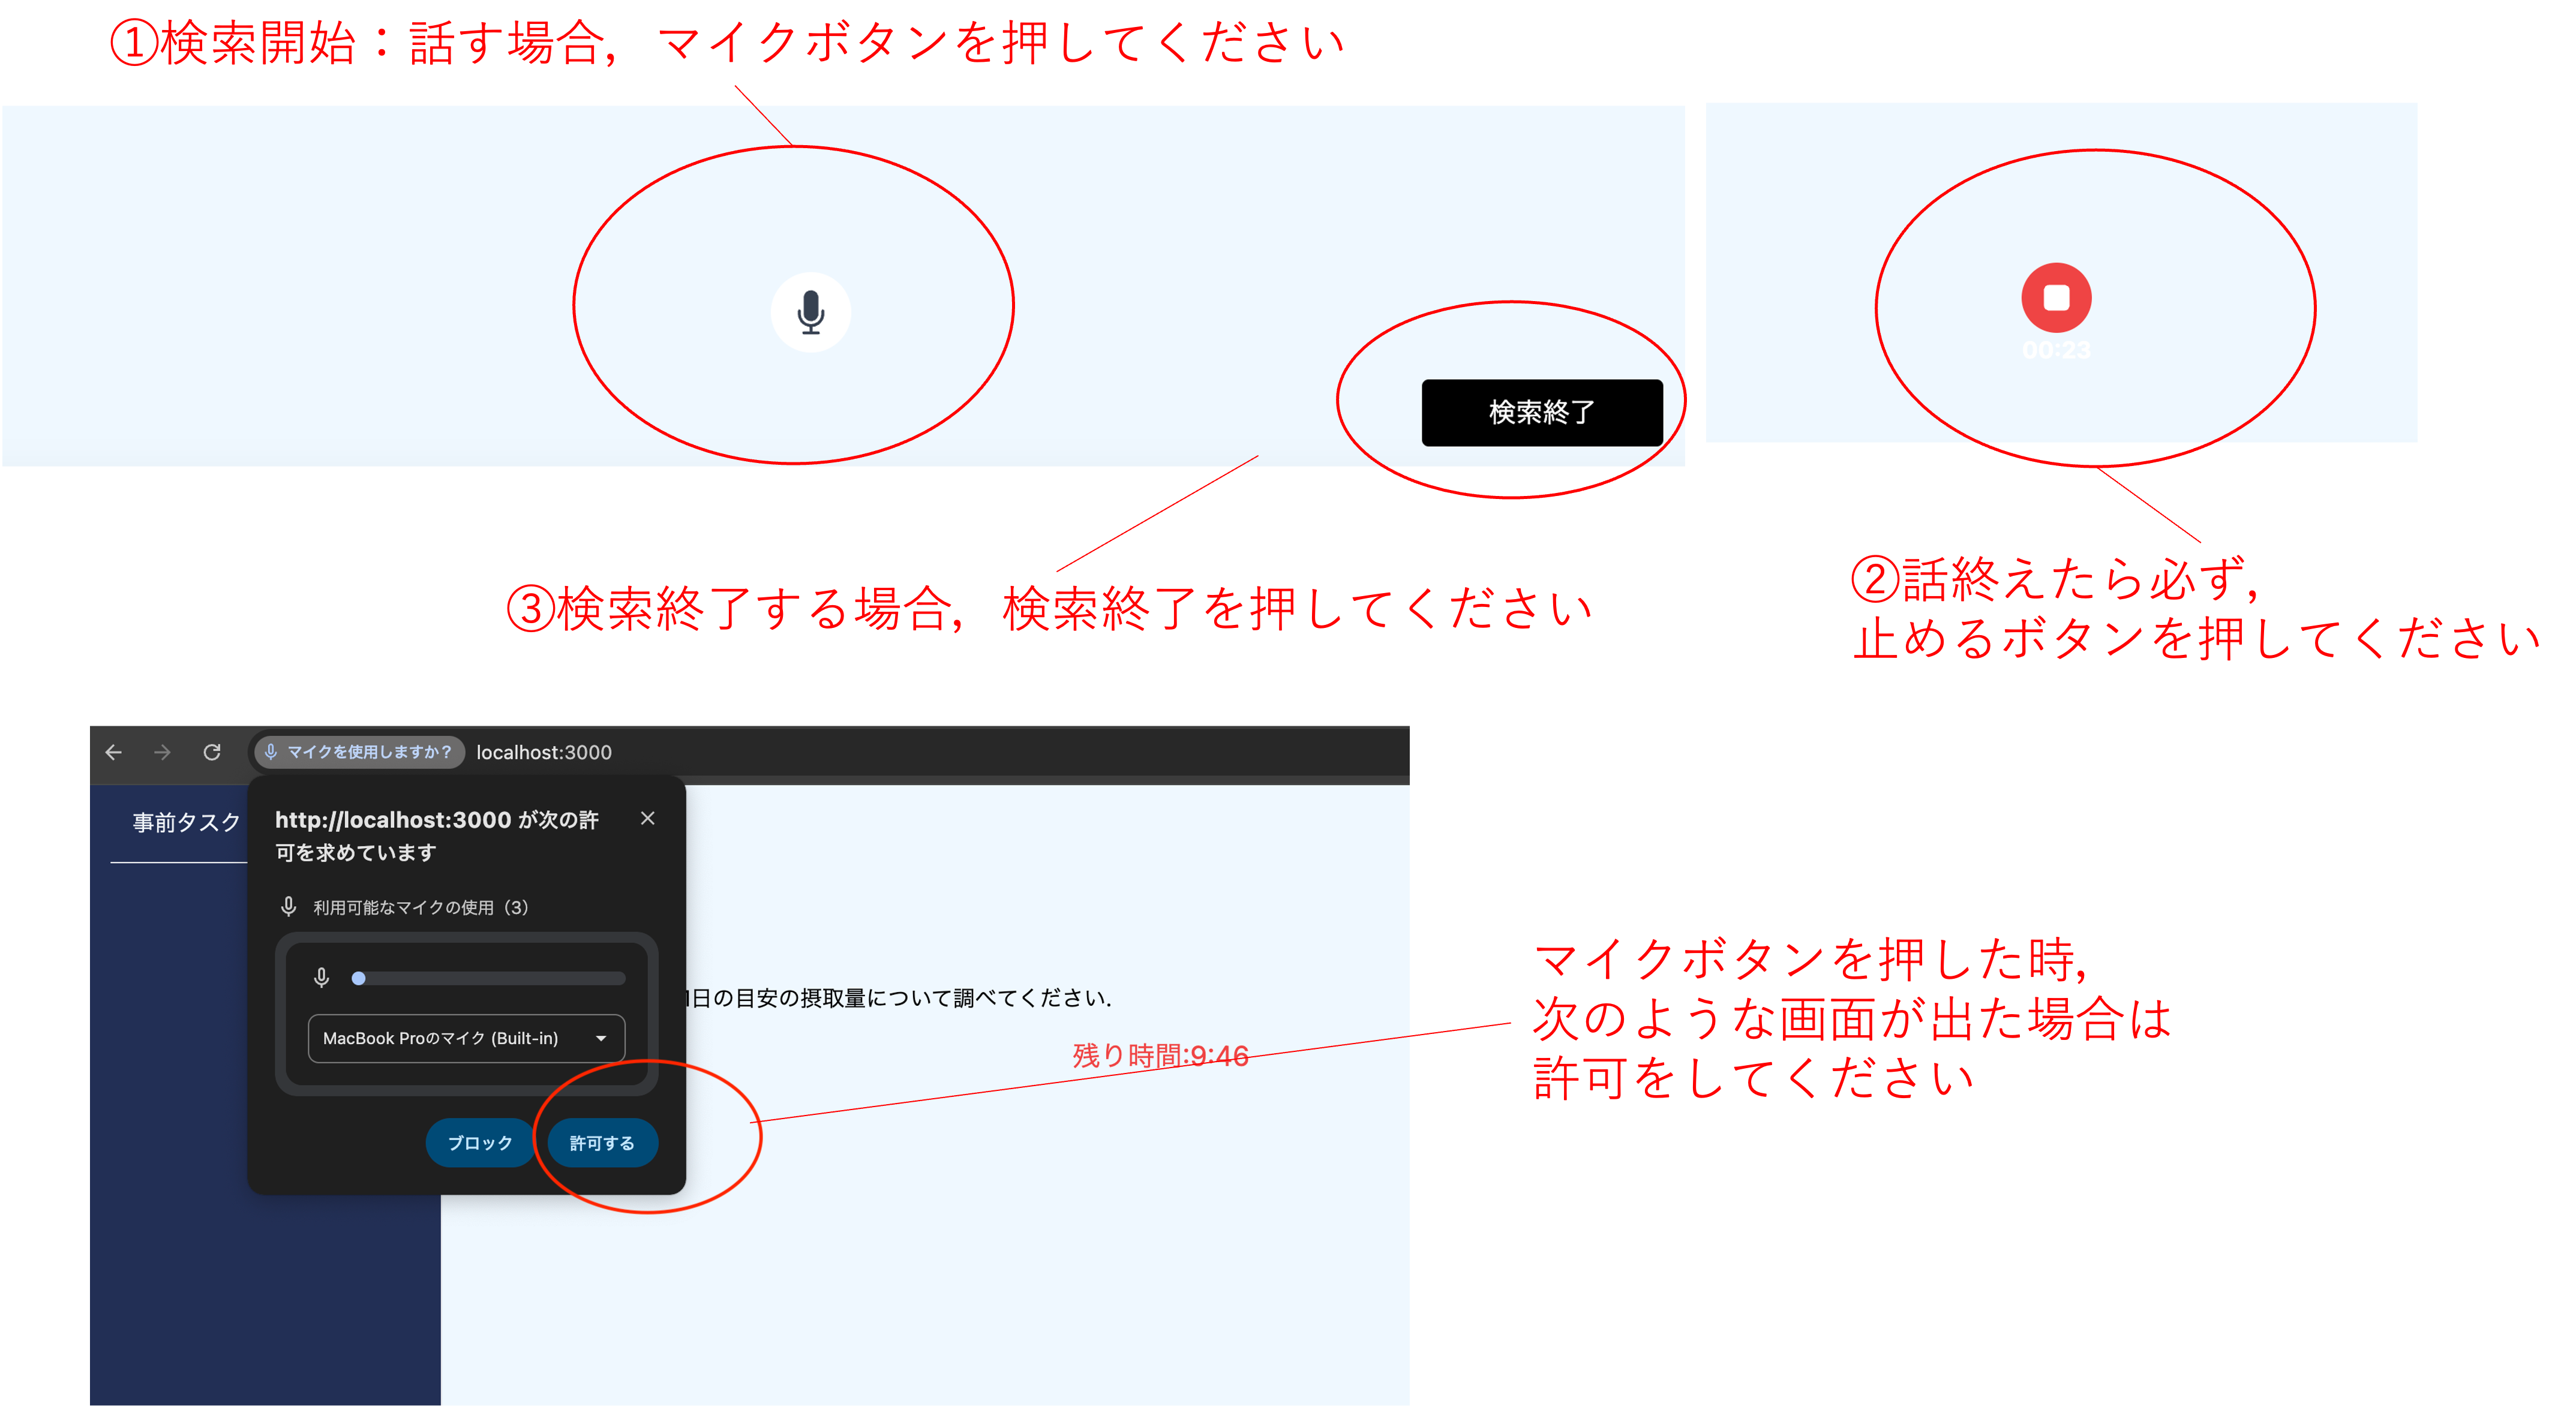 ①検索開始：話す場合，マイクボタンを押してください
検索終了
00:23
③検索終了する場合，検索終了を押してください
②話終えたら必ず，
止めるボタンを押してください
マイクを使用しますか？ localhost:3000
事前タスク
http://localhost:3000 が次の許
可を求めています
利用可能なマイクの使用（3）
MacBook Proのマイク (Built-in)
ブロック
許可する
日の目安の摂取量について調べてください.
残り時間:9:46
マイクボタンを押した時，
次のような画面が出た場合は
許可をしてください